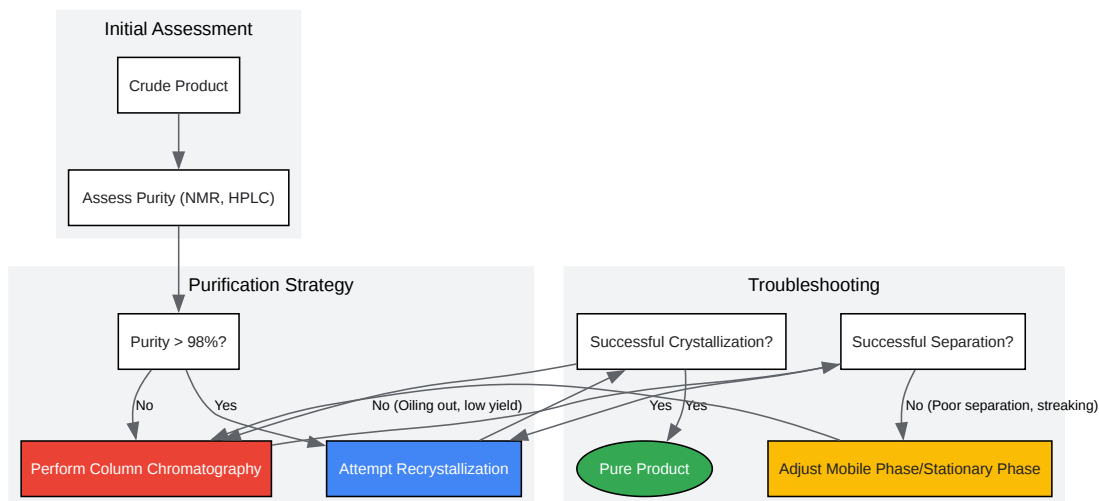 Initial Assessment
Crude Product
Assess Purity (NMR, HPLC)
Purification Strategy
Troubleshooting
Purity > 98%?
Successful Crystallization?
Successful Separation?
No
Yes
No (Oiling out, low yield)
Yes
Yes
No (Poor separation, streaking)
Perform Column Chromatography
Attempt Recrystallization
Pure Product
Adjust Mobile Phase/Stationary Phase